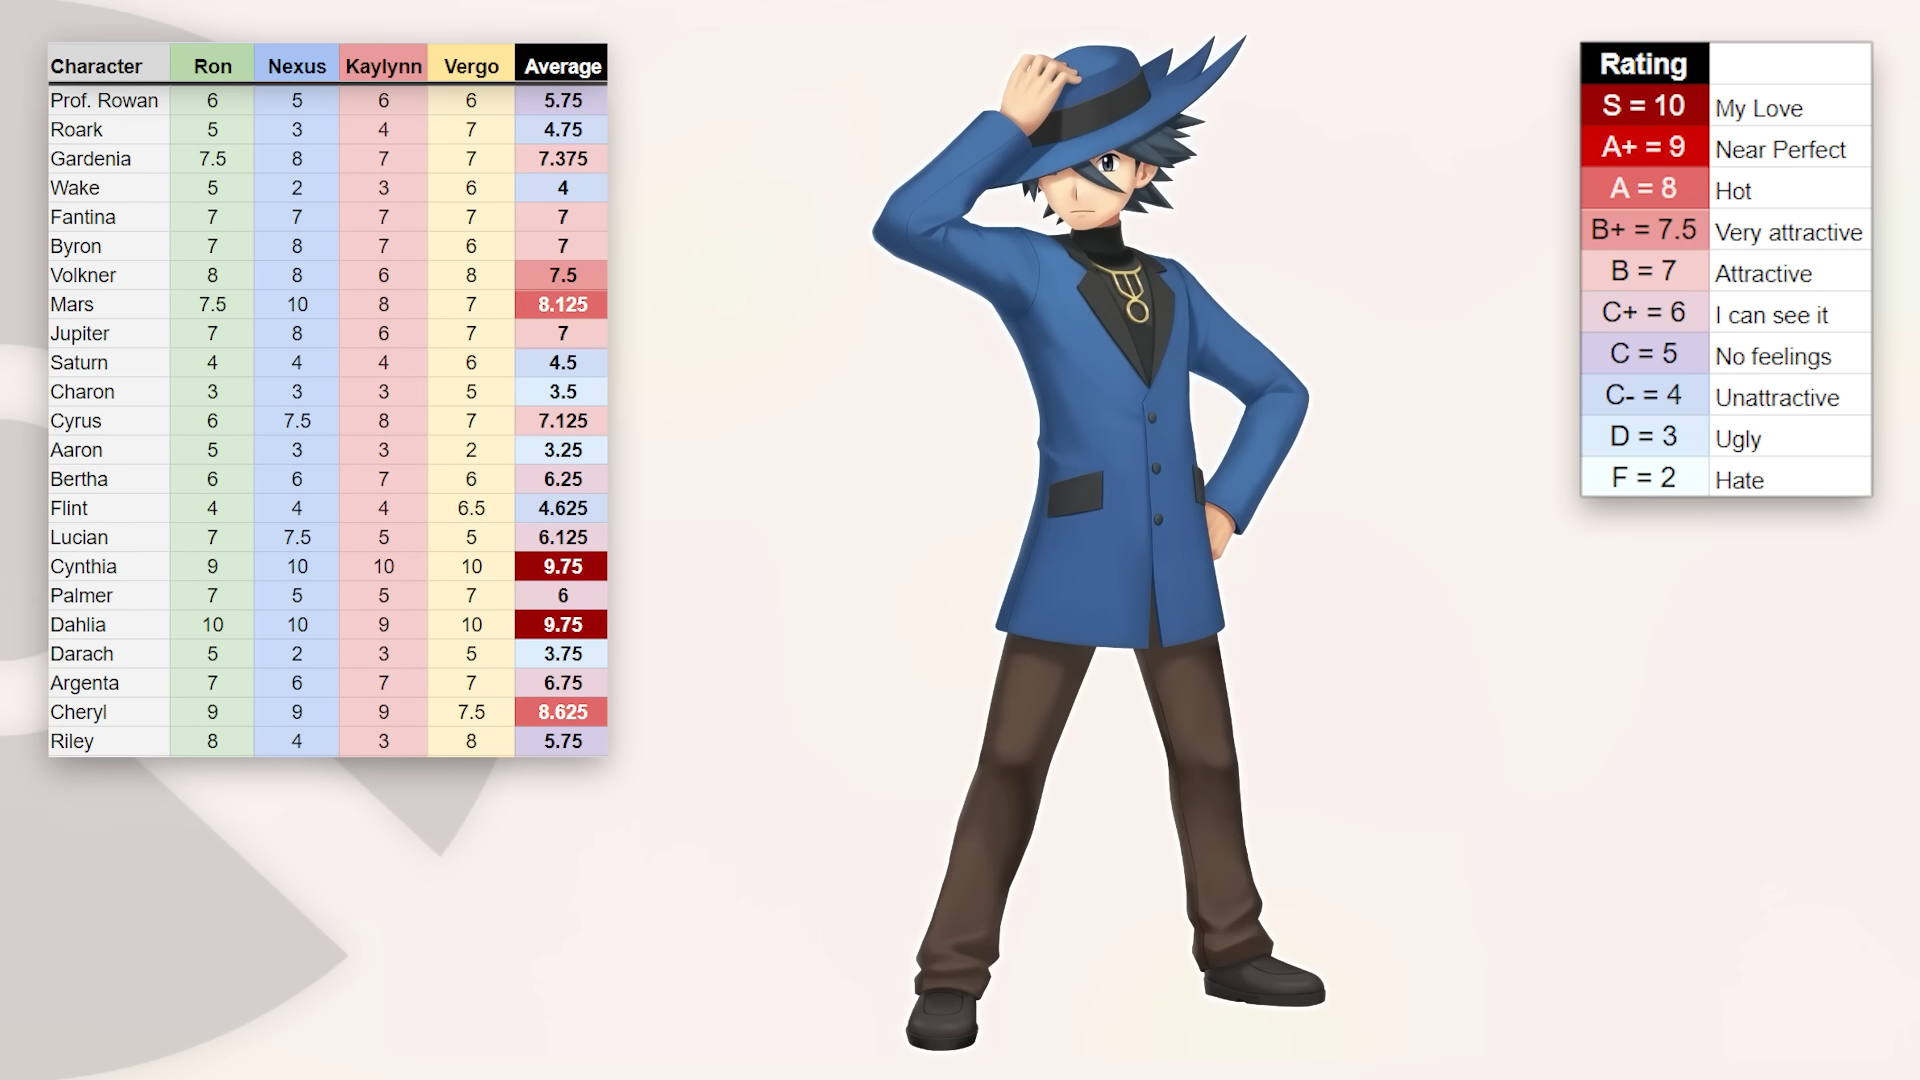 Character Ron Nexus Kaylynn Vergo Average
Prof. Rowan 6 5 6 6 5.75
Roark 5 3 4 7 4.75
Gardenia 7.5 8 7 7 7.375
Wake 5 2 3 6 4
Fantina 7 7 7 7 7
Byron 7 8 7 6 7
Volkner 8 8 6 8 7.5
Mars 7.5 10 8 7 8.125
Jupiter 7 8 6 7 7
Saturn 4 4 4 6 4.5
Charon 3 3 3 5 3.5
Cyrus 6 7.5 8 7 7.125
Aaron 5 3 3 2 3.25
Bertha 6 6 7 6 6.25
Flint 4 4 4 6.5 4.625
Lucian 7 7.5 5 5 6.125
Cynthia 9 10 10 10 9.75
Palmer 7 5 5 7 6
Dahlia 10 10 9 10 9.75
Darach 5 2 3 5 3.75
Argenta 7 6 7 7 6.75
Cheryl 9 9 9 7.5 8.625
Riley 8 4 3 8 5.75
Rating
S = 10 My Love
A+ = 9 Near Perfect
A = 8 Hot
B+ = 7.5 Very attractive
B = 7 Attractive
C+ = 6 I can see it
C = 5 No feelings
C- = 4 Unattractive
D = 3 Ugly
F = 2 Hate